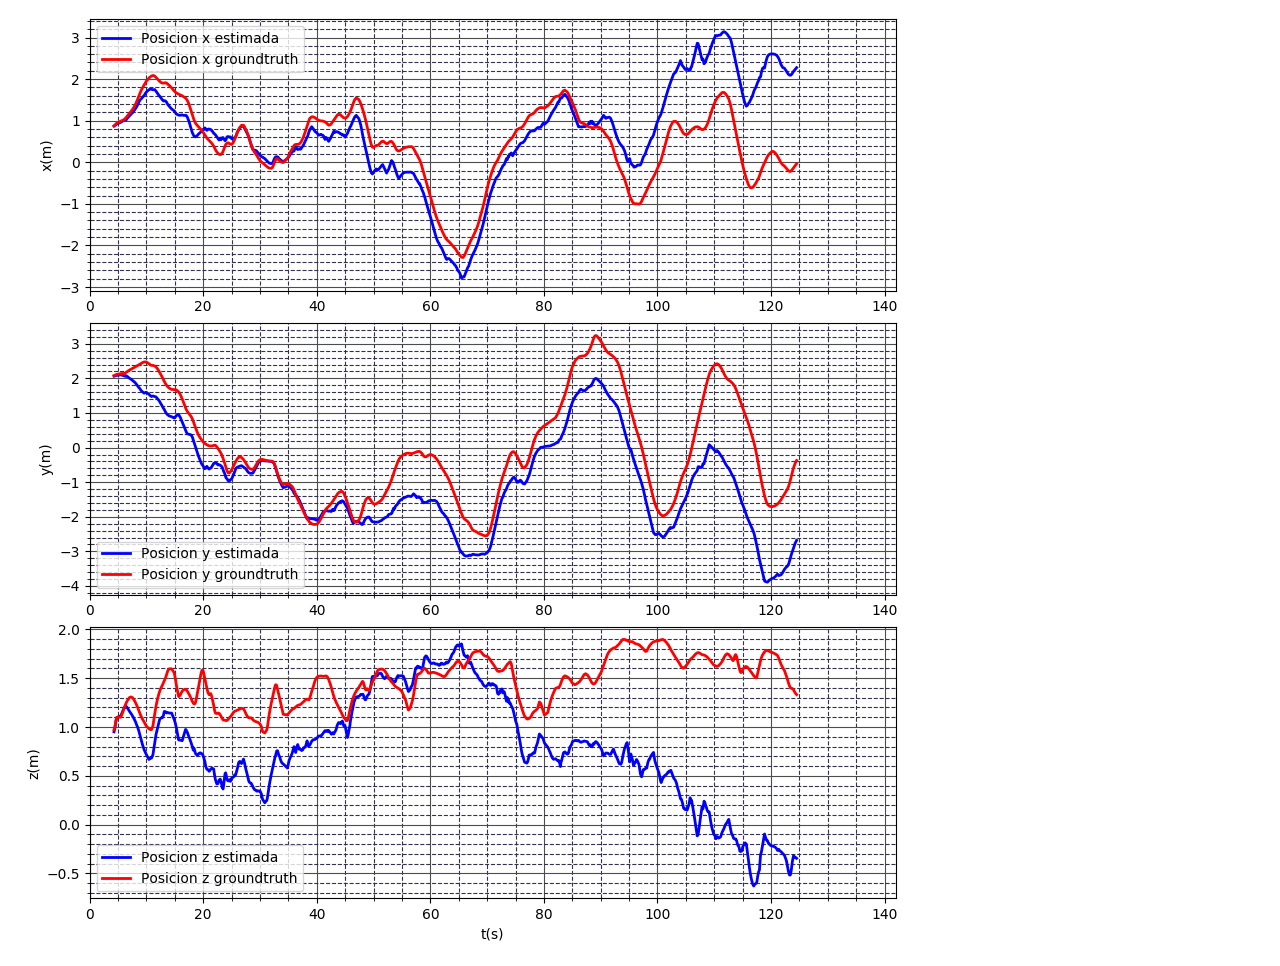 3
2
1
0
−1
−2
−3
x(m)
Posicion x estimada
Posicion x groundtruth
0 20 40 60 80 100 120 140
3
2
1
0
−1
−2
−3
−4
y(m)
Posicion y estimada
Posicion y groundtruth
0 20 40 60 80 100 120 140
2.0
1.5
1.0
0.5
0.0
−0.5
z(m)
Posicion z estimada
Posicion z groundtruth
0 20 40 60 80 100 120 140
t(s)